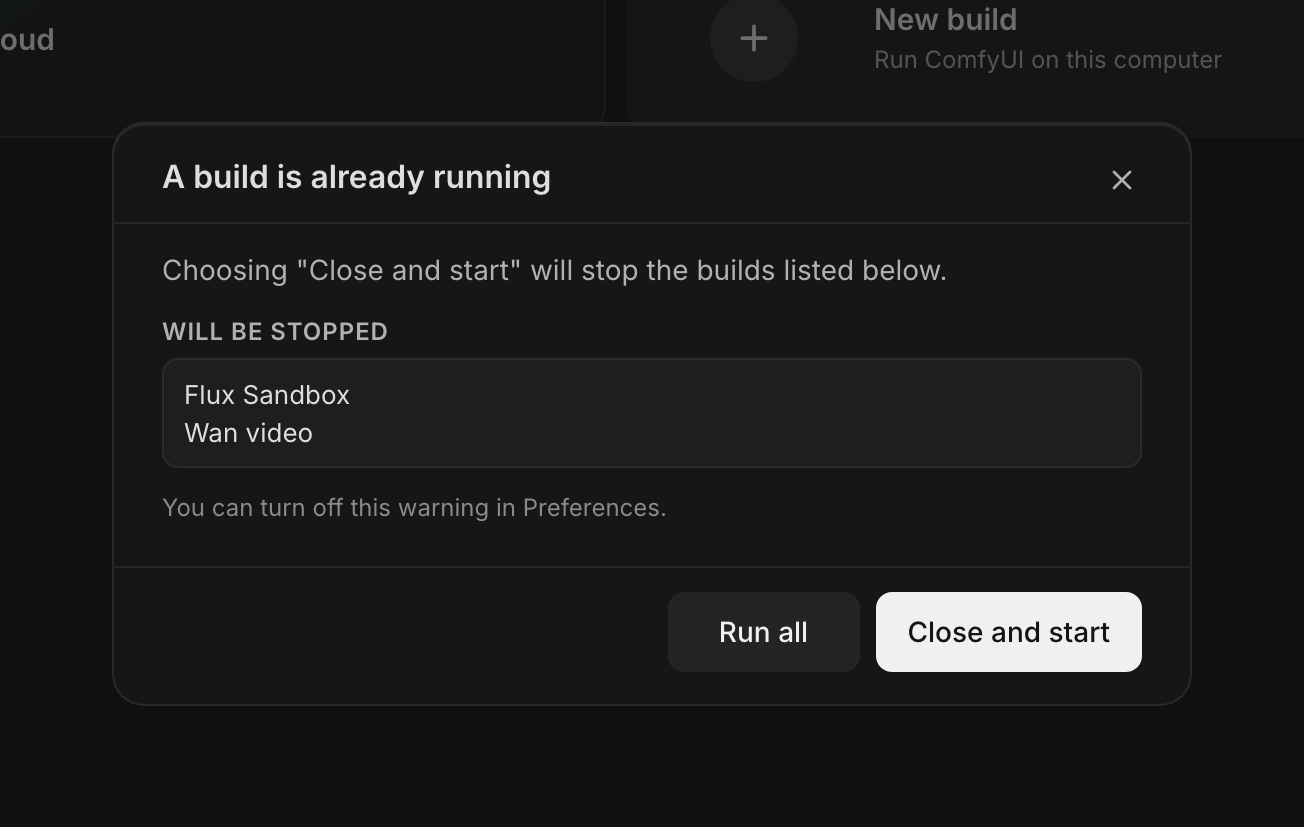 oud
New build
Run ComfyUI on this computer
A build is already running
Choosing "Close and start" will stop the builds listed below.
WILL BE STOPPED
Flux Sandbox
Wan video
You can turn off this warning in Preferences.
Run all
Close and start